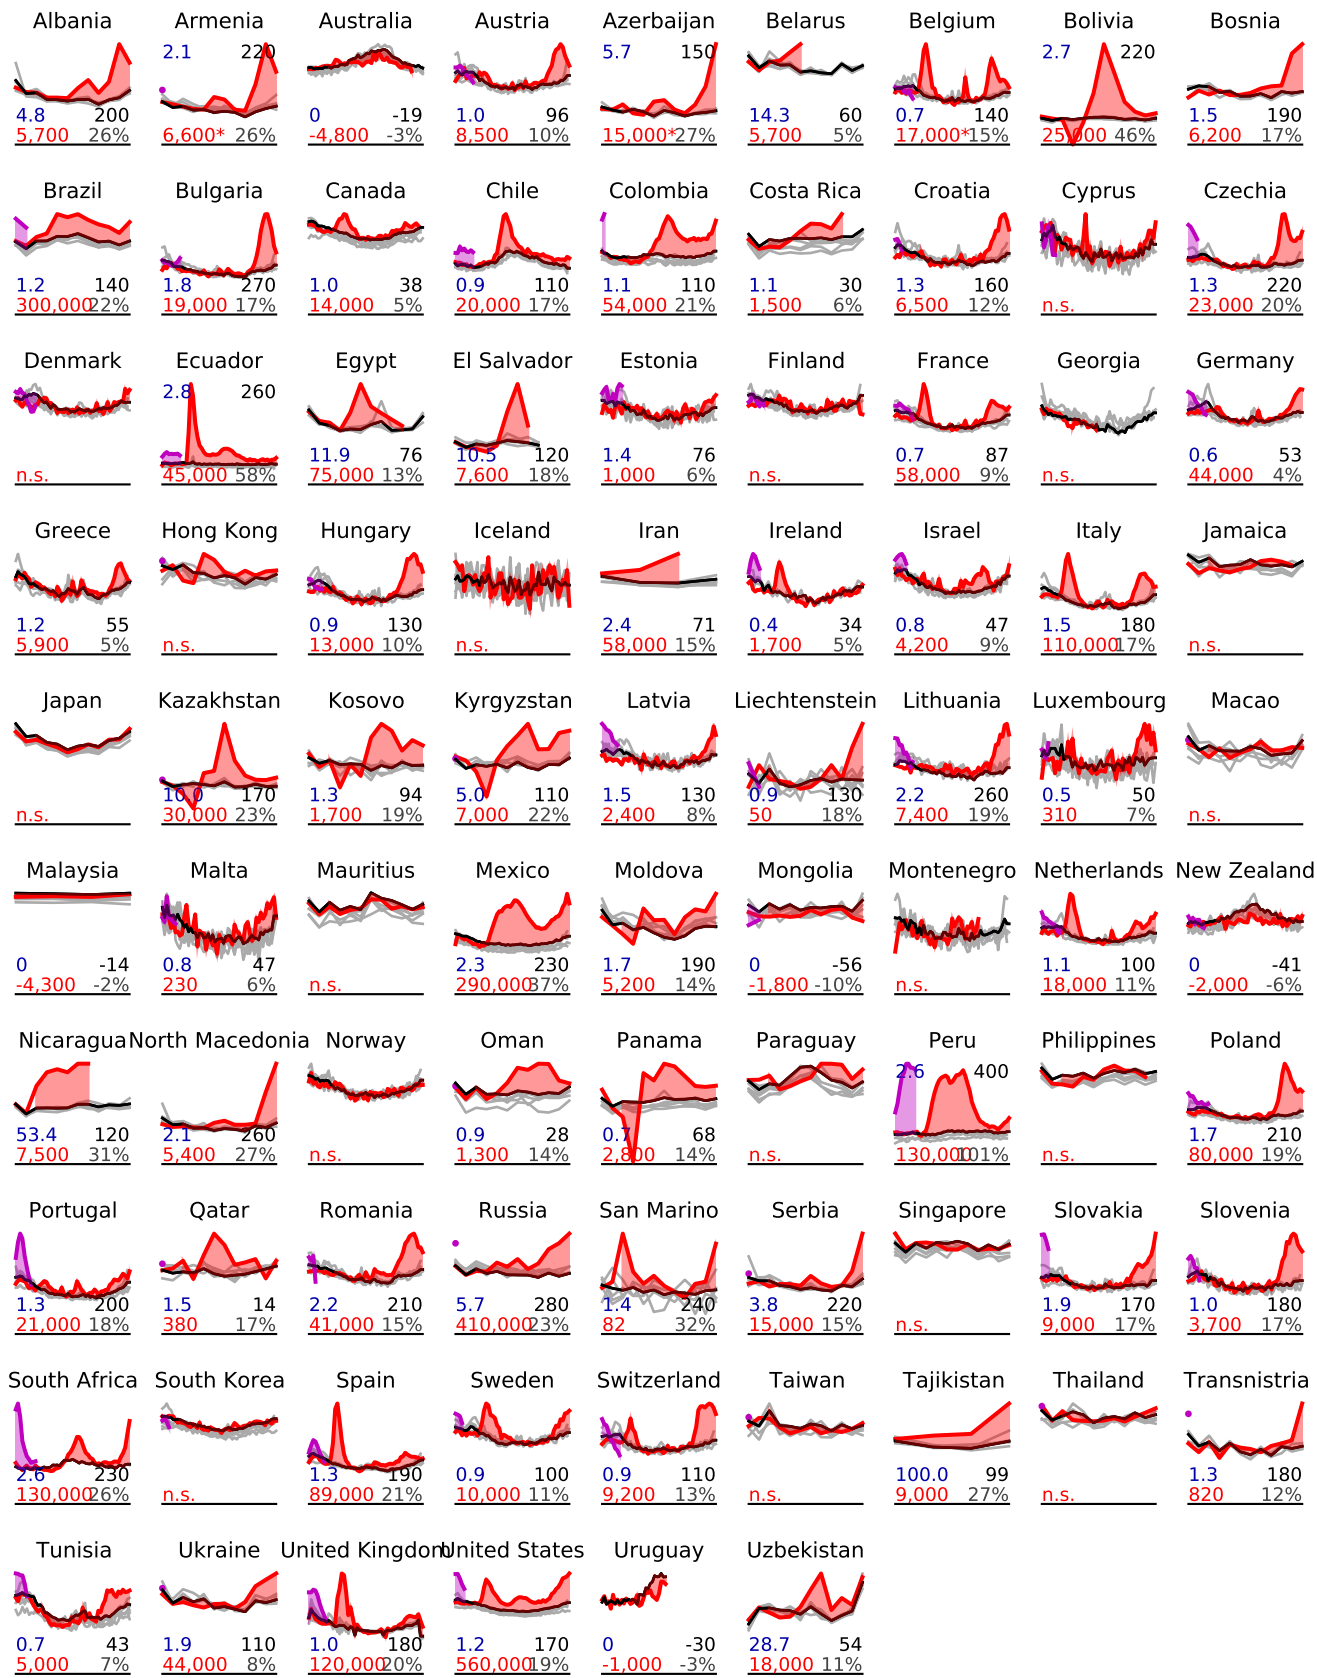 Albania Armenia Australia Austria Azerbaijan Belarus Belgium Bolivia Bosnia
2.1 220 5.7 150 2.7 220
4.8 200 0 -19 1.0 96 14.3 60 0.7 140 1.5 190
5,700 26% 6,600* 26% -4,800 -3% 8,500 10% 15,000* 27% 5,700 5% 17,000* 15% 25,000 46% 6,200 17%
Brazil Bulgaria Canada Chile Colombia Costa Rica Croatia Cyprus Czechia
1.2 140 1.8 270 1.0 38 0.9 110 1.1 110 1.1 30 1.3 160 1.3 220
300,000 22% 19,000 17% 14,000 5% 20,000 17% 54,000 21% 1,500 6% 6,500 12% n.s. 23,000 20%
Denmark Ecuador Egypt El Salvador Estonia Finland France Georgia Germany
2.8 260
11.9 76 10.5 120 1.4 76 0.7 87 0.6 53
n.s. 45,000 58% 75,000 13% 7,600 18% 1,000 6% n.s. 58,000 9% n.s. 44,000 4%
Greece Hong Kong Hungary Iceland Iran Ireland Israel Italy Jamaica
1.2 55 0.9 130 2.4 71 0.4 34 0.8 47 1.5 180
5,900 5% n.s. 13,000 10% n.s. 58,000 15% 1,700 5% 4,200 9% 110,000 17% n.s.
Japan Kazakhstan Kosovo Kyrgyzstan Latvia Liechtenstein Lithuania Luxembourg Macao
10.0 170 1.3 94 5.0 110 1.5 130 0.9 130 2.2 260 0.5 50
n.s. 30,000 23% 1,700 19% 7,000 22% 2,400 8% 50 18% 7,400 19% 310 7% n.s.
Malaysia Malta Mauritius Mexico Moldova Mongolia Montenegro Netherlands New Zealand
0 -14 0.8 47 2.3 230 1.7 190 0 -56 1.1 100 0 -41
-4,300 -2% 230 6% n.s. 290,000 37% 5,200 14% -1,800 -10% n.s. 18,000 11% -2,000 -6%
Nicaragua North Macedonia Norway Oman Panama Paraguay Peru Philippines Poland
2.6 400
53.4 120 2.1 260 0.9 28 0.7 68 1.7 210
7,500 31% 5,400 27% n.s. 1,300 14% 2,800 14% n.s. 130,000 101% n.s. 80,000 19%
Portugal Qatar Romania Russia San Marino Serbia Singapore Slovakia Slovenia
1.3 200 1.5 14 2.2 210 5.7 280 1.4 240 3.8 220 1.9 170 1.0 180
21,000 18% 380 17% 41,000 15% 410,000 23% 82 32% 15,000 15% n.s. 9,000 17% 3,700 17%
South Africa South Korea Spain Sweden Switzerland Taiwan Tajikistan Thailand Transnistria
2.6 230 1.3 190 0.9 100 0.9 110 100.0 99 1.3 180
130,000 26% n.s. 89,000 21% 10,000 11% 9,200 13% n.s. 9,000 27% n.s. 820 12%
Tunisia Ukraine United Kingdom United States Uruguay Uzbekistan
0.7 43 1.9 110 1.0 180 1.2 170 0 -30 28.7 54
5,000 7% 44,000 8% 120,000 20% 560,000 19% -1,000 -3% 18,000 11%